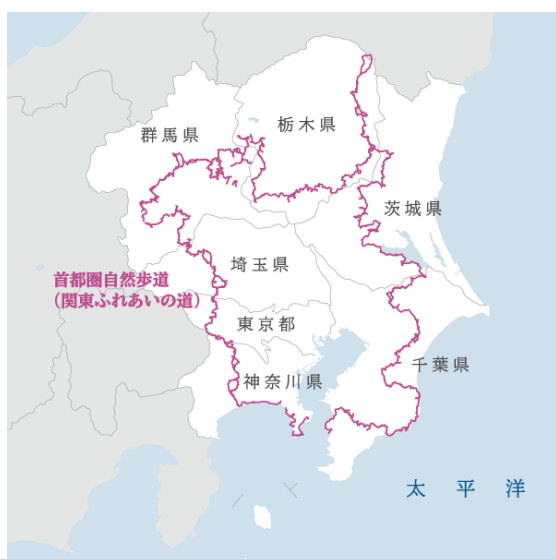 栃木県
群馬県
茨城県
埼玉県
首都圏自然歩道
（関東ふれあいの道）
東京都
千葉県
神奈川県
太平洋